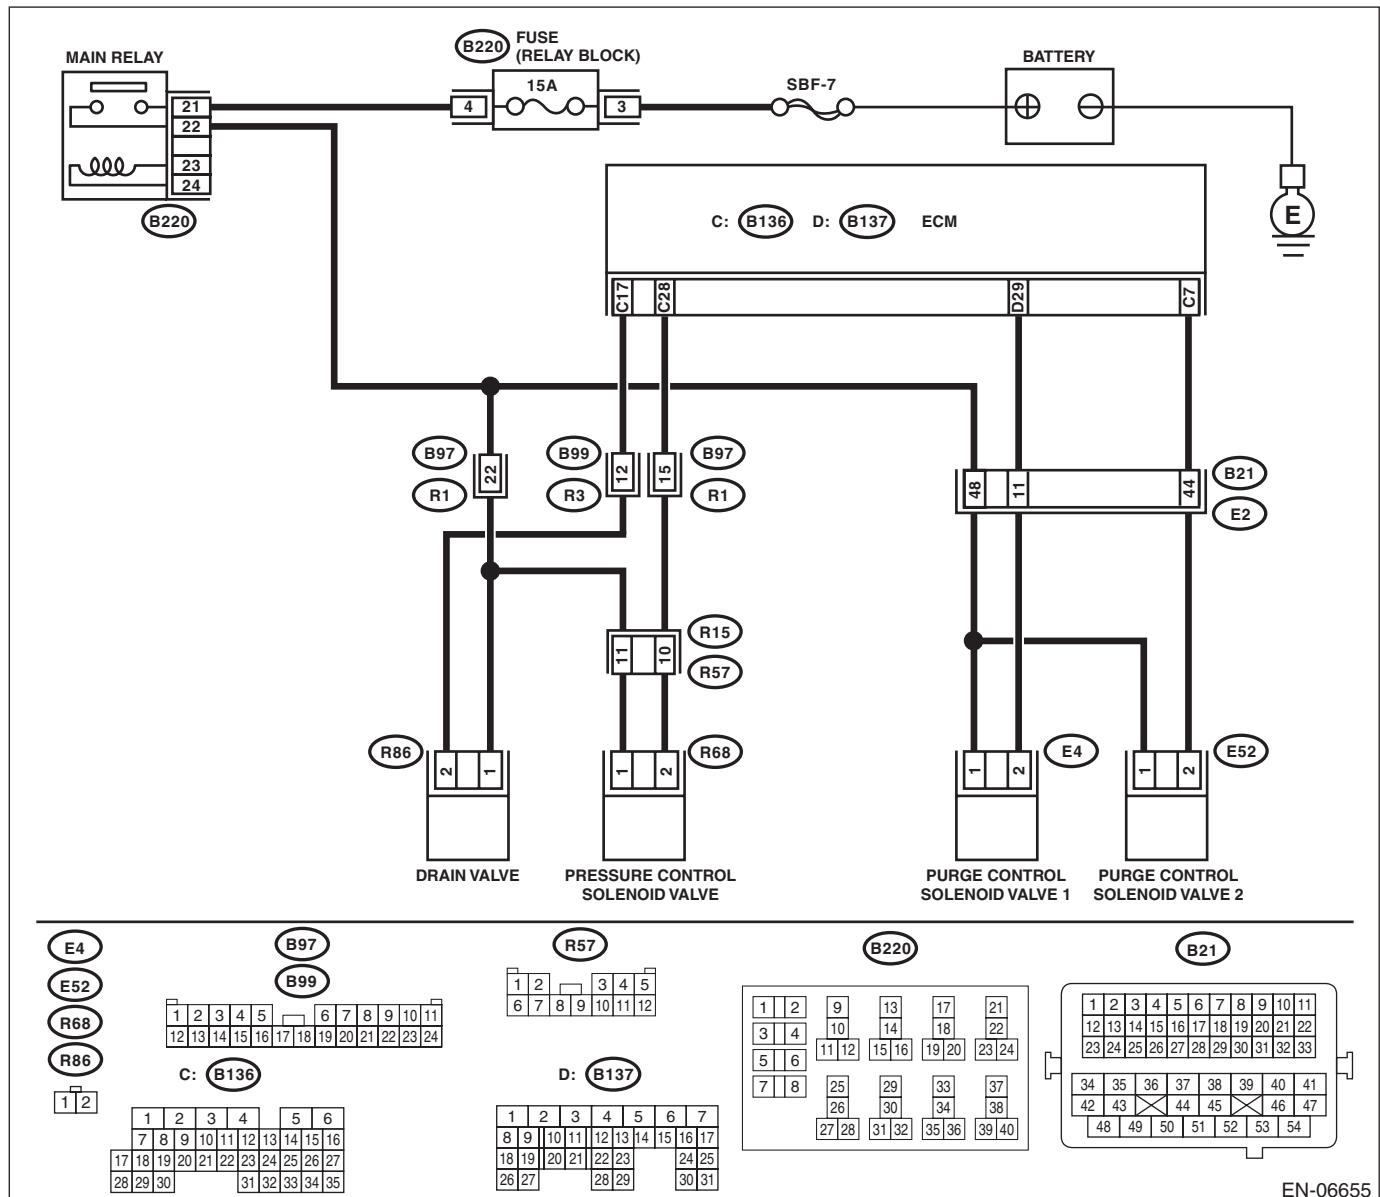 B220 FUSE
(RELAY BLOCK)
MAIN RELAY
BATTERY
15A
SBF-7
21
4
3
22
23
24
B220
E
C: B136 D: B137 ECM
C17 C28 D29 C7
B97 B99 B97
22 12 15
R1 R3 R1
B21
48 11 44
E2
R15
11 10
R57
R86 2 1
1 2 R68
1 2 E4
1 2 E52
DRAIN VALVE
PRESSURE CONTROL
SOLENOID VALVE
PURGE CONTROL
SOLENOID VALVE 1
PURGE CONTROL
SOLENOID VALVE 2
E4
E52
R68
R86
1 2
B97
B99
1 2 3 4 5 6 7 8 9 10 11
12 13 14 15 16 17 18 19 20 21 22 23 24
C: B136
1 2 3 4 5 6
7 8 9 10 11 12 13 14 15 16
17 18 19 20 21 22 23 24 25 26 27
28 29 30 31 32 33 34 35
R57
1 2 3 4 5
6 7 8 9 10 11 12
D: B137
1 2 3 4 5 6 7
8 9 10 11 12 13 14 15 16 17
18 19 20 21 22 23 24 25
26 27 28 29 30 31
B220
1 2 9 13 17 21
3 4 10 14 18 22
5 6 11 12 15 16 19 20 23 24
7 8 25 29 33 37
26 30 34 38
27 28 31 32 35 36 39 40
B21
1 2 3 4 5 6 7 8 9 10 11
12 13 14 15 16 17 18 19 20 21 22
23 24 25 26 27 28 29 30 31 32 33
34 35 36 37 38 39 40 41
42 43 44 45 46 47
48 49 50 51 52 53 54
EN-06655